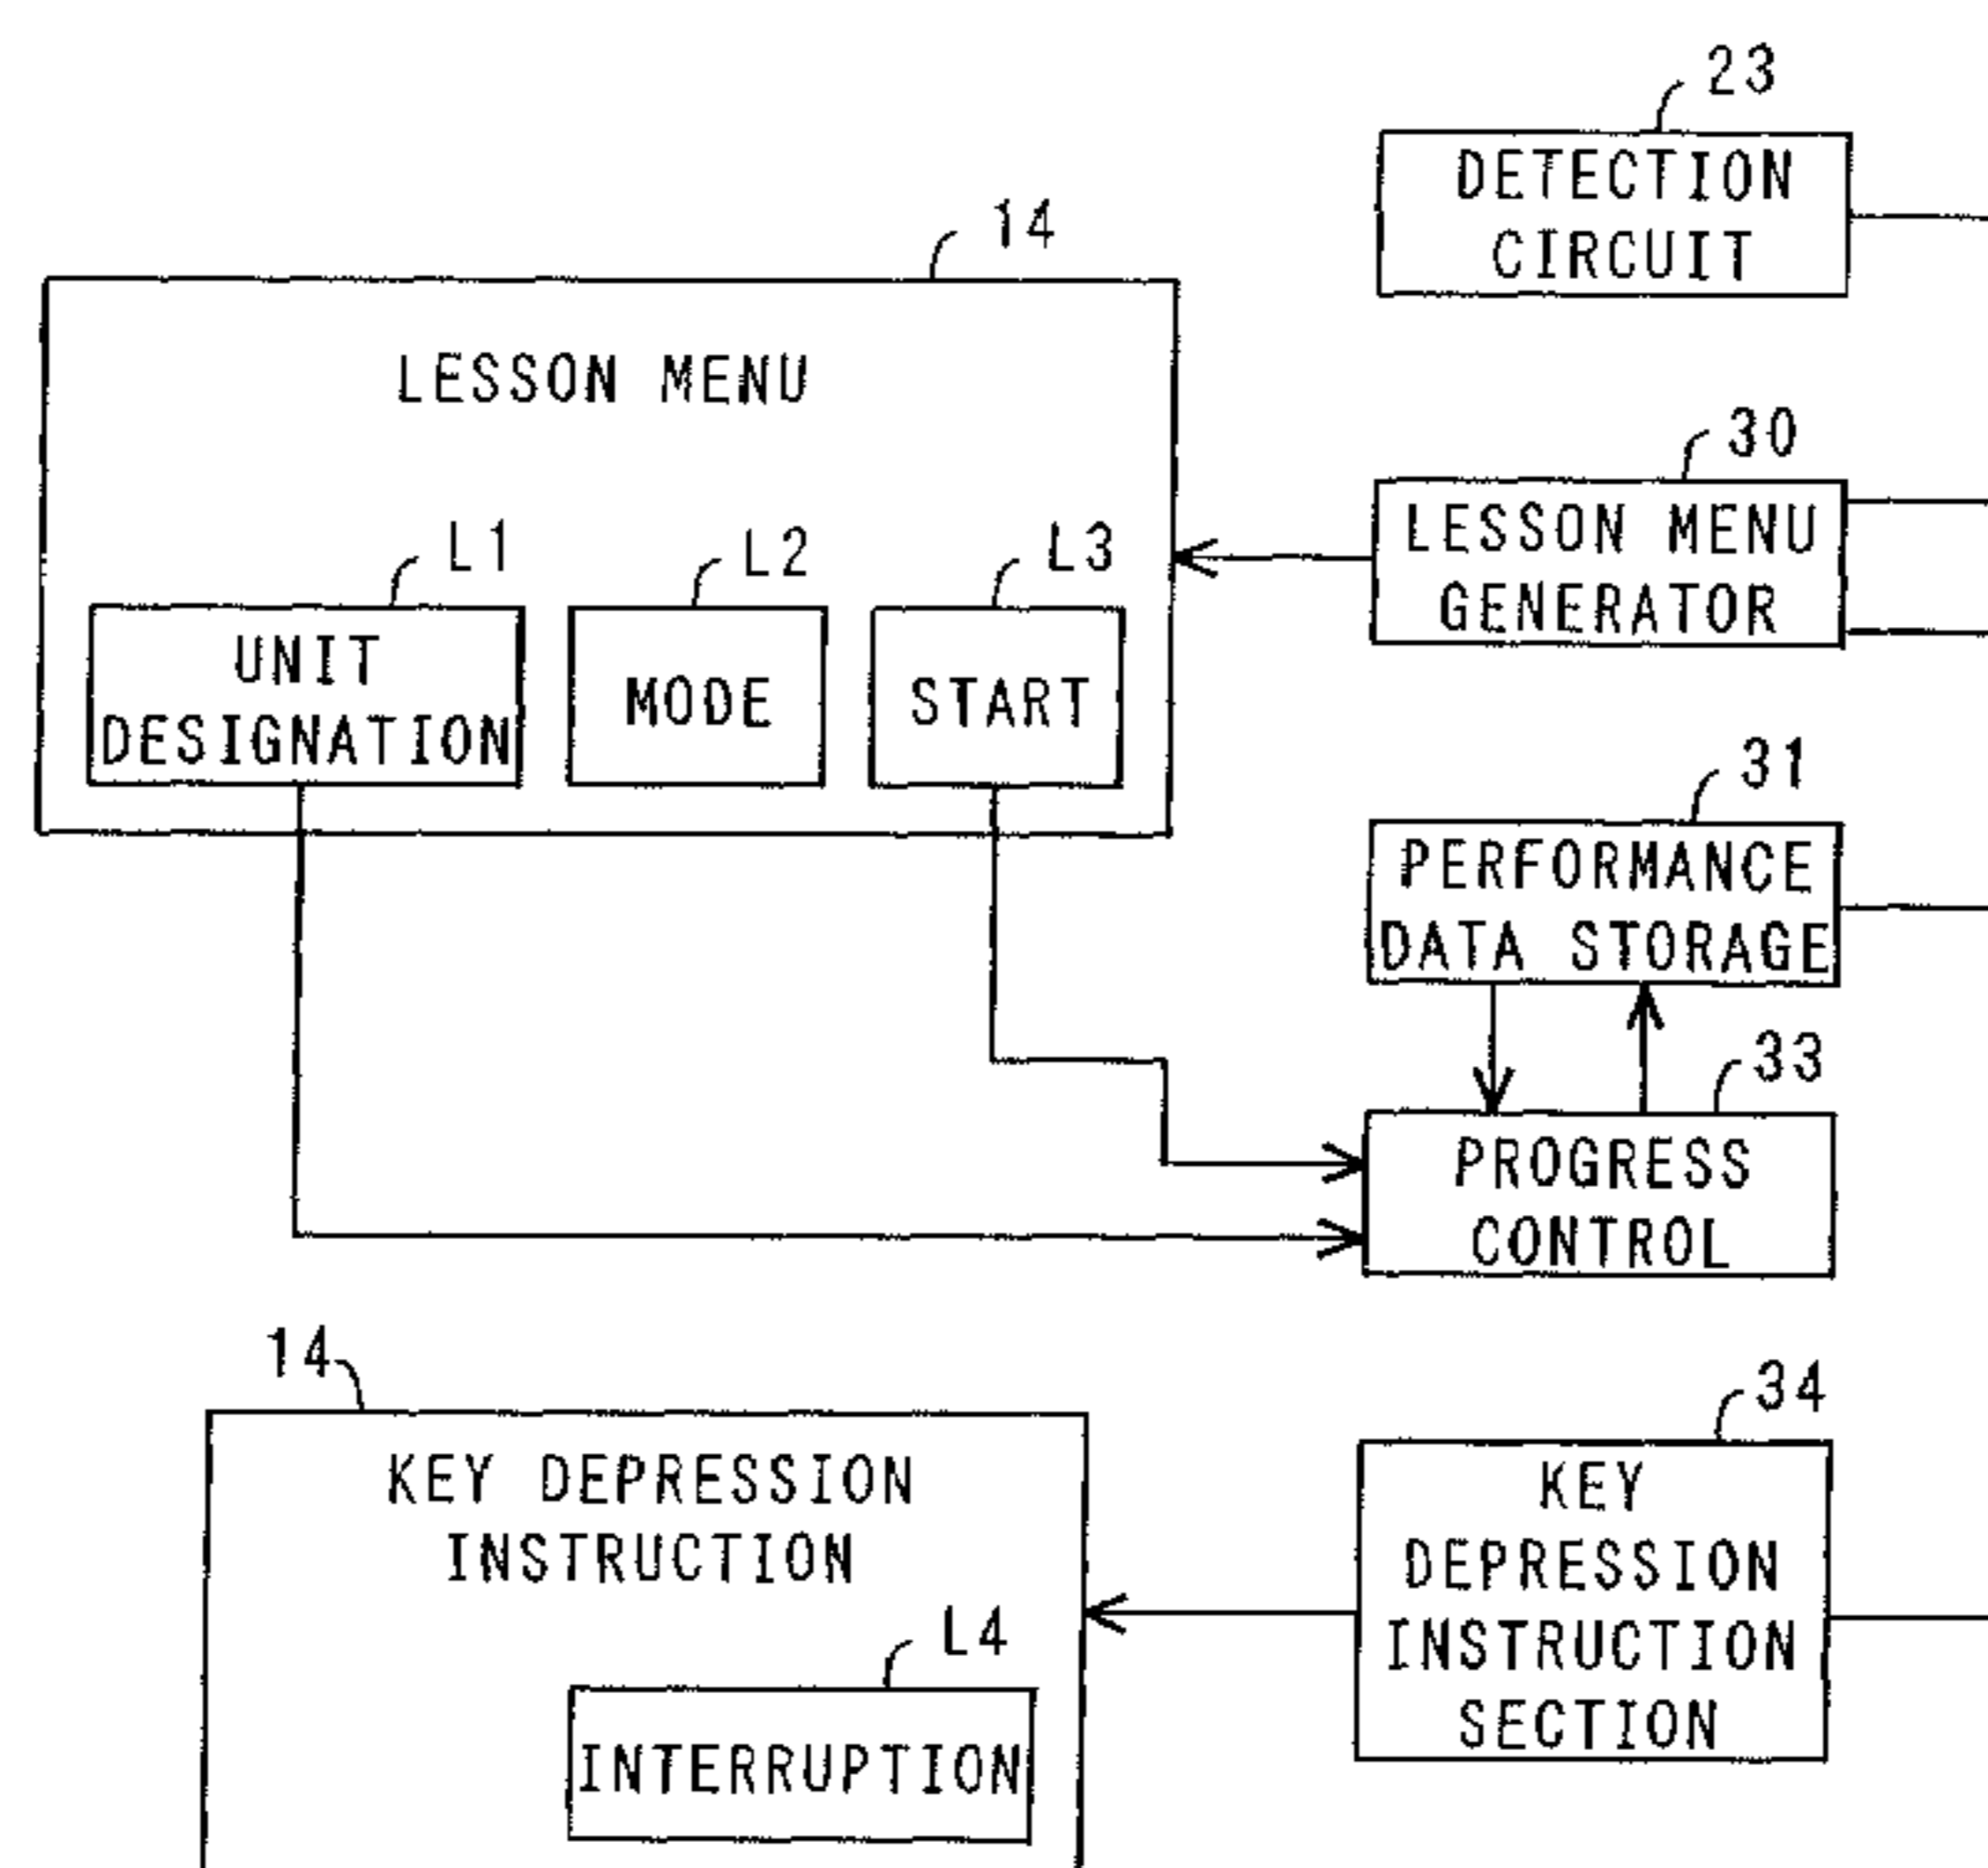 23
DETECTION
CIRCUIT
14
LESSON MENU
30
LESSON MENU
GENERATOR
L1
L2
L3
UNIT
DESIGNATION
MODE
START
31
PERFORMANCE
DATA STORAGE
33
PROGRESS
CONTROL
14
KEY DEPRESSION
INSTRUCTION
L4
INTERRUPTION
34
KEY
DEPRESSION
INSTRUCTION
SECTION